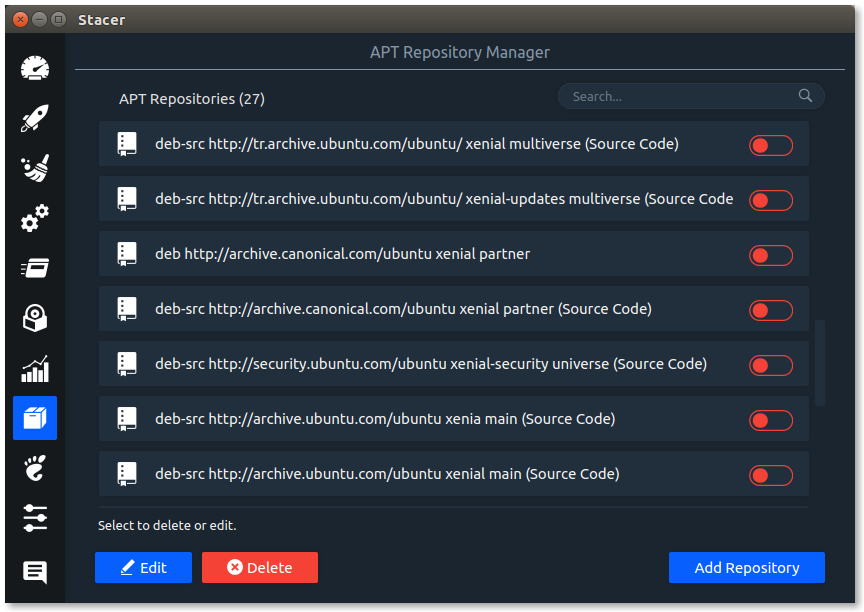 Stacer
APT Repository Manager
APT Repositories (27)
Search...
deb-src http://tr.archive.ubuntu.com/ubuntu/ xenial multiverse (Source Code)
deb-src http://tr.archive.ubuntu.com/ubuntu/ xenial-updates multiverse (Source Code
deb http://archive.canonical.com/ubuntu xenial partner
deb-src http://archive.canonical.com/ubuntu xenial partner (Source Code)
deb-src http://security.ubuntu.com/ubuntu xenial-security universe (Source Code)
deb-src http://archive.ubuntu.com/ubuntu xenia main (Source Code)
deb-src http://archive.ubuntu.com/ubuntu xenial main (Source Code)
Select to delete or edit.
Edit
Delete
Add Repository